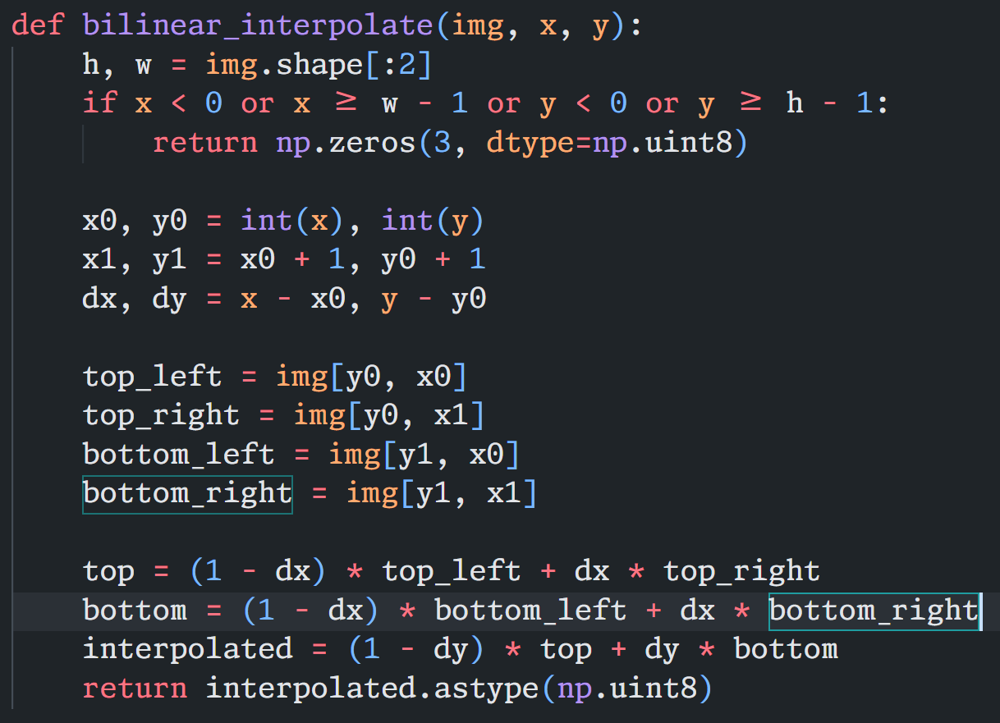 def bilinear_interpolate(img, x, y):
    h, w = img.shape[:2]
    if x < 0 or x ≥ w - 1 or y < 0 or y ≥ h - 1:
        return np.zeros(3, dtype=np.uint8)

    x0, y0 = int(x), int(y)
    x1, y1 = x0 + 1, y0 + 1
    dx, dy = x - x0, y - y0

    top_left = img[y0, x0]
    top_right = img[y0, x1]
    bottom_left = img[y1, x0]
    bottom_right = img[y1, x1]

    top = (1 - dx) * top_left + dx * top_right
    bottom = (1 - dx) * bottom_left + dx * bottom_right
    interpolated = (1 - dy) * top + dy * bottom
    return interpolated.astype(np.uint8)